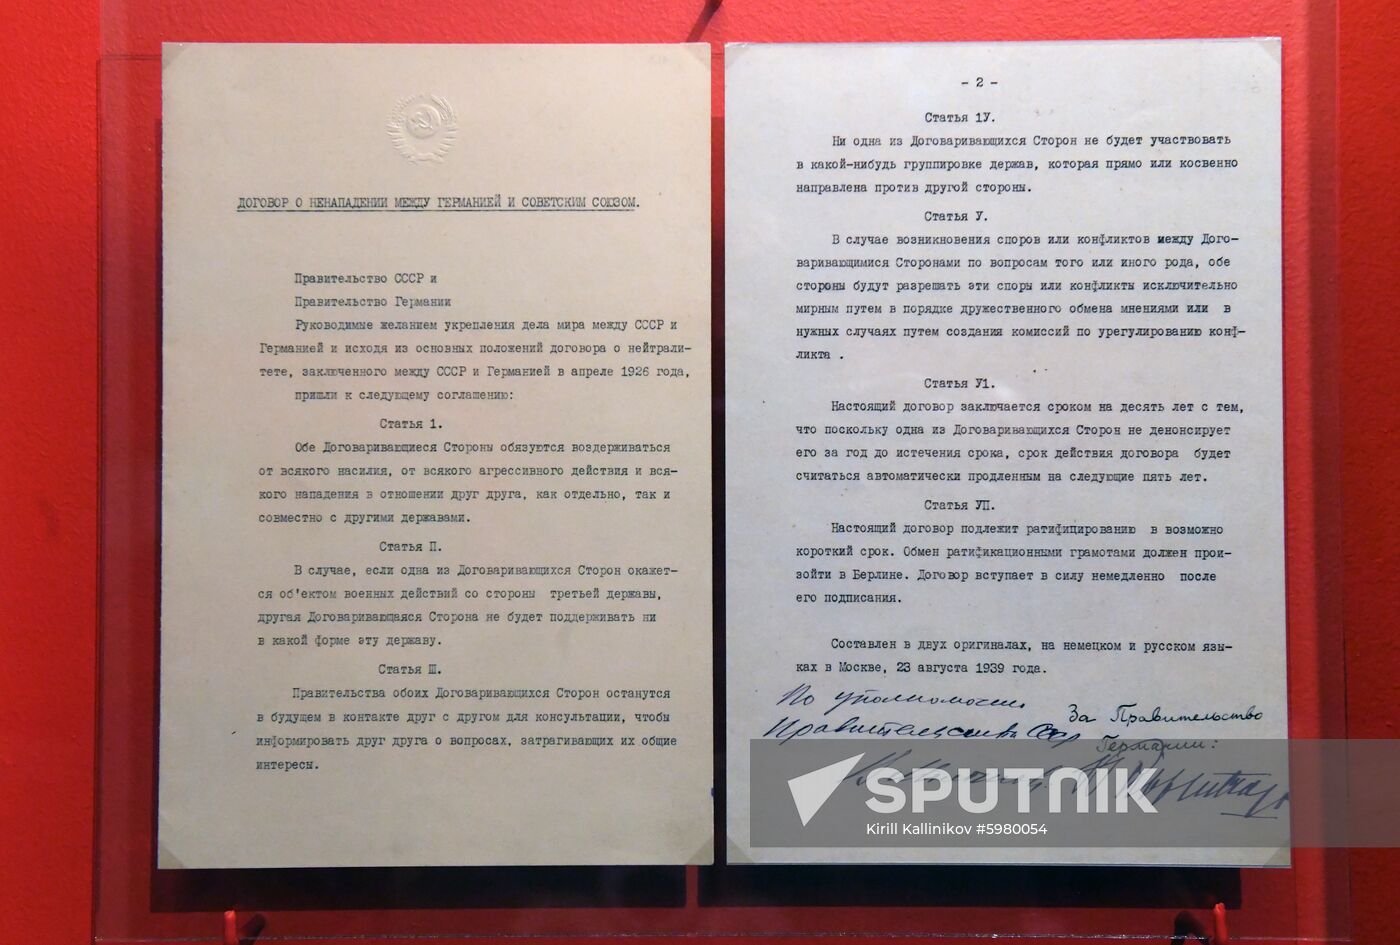 ДОГОВОР О НЕНАПАДЕНИИ МЕЖДУ ГЕРМАНИЕЙ И СОВЕТСКИМ СОЮЗОМ.
Правительство СССР и
Правительство Германии
Руководимые желанием укрепления дела мира между СССР и
Германией и исходя из основных положений договора о нейтрали-
тете, заключенного между СССР и Германией в апреле 1926 года,
пришли к следующему соглашению:
Статья 1.
Обе Договаривающиеся Стороны обязуются воздерживаться
от всякого насилия, от всякого агрессивного действия и вся-
кого нападения в отношении друг друга, как отдельно, так и
совместно с другими державами.
Статья П.
В случае, если одна из Договаривающихся Сторон окажет-
ся об'ектом военных действий со стороны третьей державы,
другая Договаривающаяся Сторона не будет поддерживать ни
в какой форме эту державу.
Статья Ш.
Правительства обоих Договаривающихся Сторон останутся
в будущем в контакте друг с другом для консультации, чтобы
информировать друг друга о вопросах, затрагивающих их общие
интересы.
- 2 -
Статья 1У.
Ни одна из Договаривающихся Сторон не будет участвовать
в какой-нибудь группировке держав, которая прямо или косвенно
направлена против другой стороны.
Статья У.
В случае возникновения споров или конфликтов между Дого-
варивающимися Сторонами по вопросам того или иного рода, обе
стороны будут разрешать эти споры или конфликты исключительно
мирным путем в порядке дружественного обмена мнениями или в
нужных случаях путем создания комиссий по урегулированию конф-
ликта .
Статья У1.
Настоящий договор заключается сроком на десять лет с тем,
что поскольку одна из Договаривающихся Сторон не денонсирует
его за год до истечения срока, срок действия договора будет
считаться автоматически продленным на следующие пять лет.
Статья УП.
Настоящий договор подлежит ратифицированию в возможно
короткий срок. Обмен ратификационными грамотами должен прои-
зойти в Берлине. Договор вступает в силу немедленно после
его подписания.
Составлен в двух оригиналах, на немецком и русском язы-
ках в Москве, 23 августа 1939 года.
По уполномочию
Правительства СССР
За Правительство
Германии:
SPUTNIK
Kirill Kallinikov #5980054